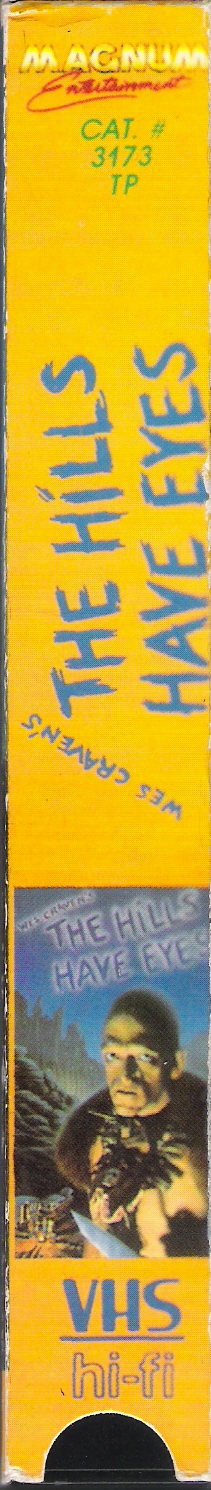 MAGNUM
Entertainment
CAT. #
3173
TP
WES CRAVEN'S
THE HILLS
HAVE EYES
WES CRAVEN'S
THE HILLS
HAVE EYES
VHS
hi-fi